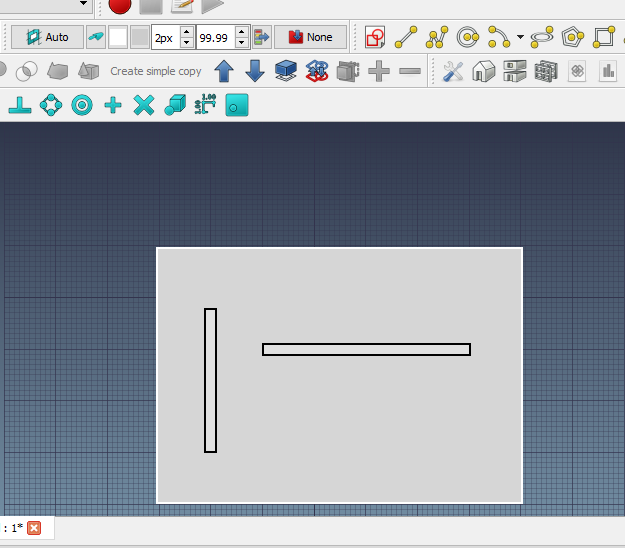 Auto 2px 99.99 None
Create simple copy
1.00
: 1*